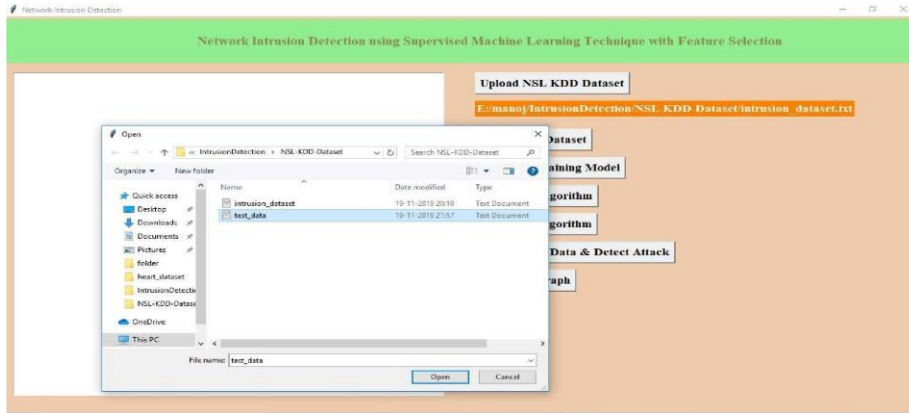 Network Intrusion Detection
Network Intrusion Detection using Supervised Machine Learning Technique with Feature Selection
Upload NSL KDD Dataset
E:/manoj/IntrusionDetection/NSL-KDD-Dataset/intrusion_dataset.txt
Dataset
aining Model
gorithm
gorithm
Data & Detect Attack
aph
Open
« IntrusionDetection › NSL-KDD-Dataset
Search NSL-KDD-Dataset
Organize
New folder
Name
Date modified
Type
Quick access
Desktop
Downloads
Documents
Pictures
folder
heart_dataset
IntrusionDetectio
NSL-KDD-Datase
OneDrive
This PC
intrusion_dataset 19-11-2019 20:10 Text Document
test_data 19-11-2019 21:57 Text Document
File name: test_data
Open
Cancel